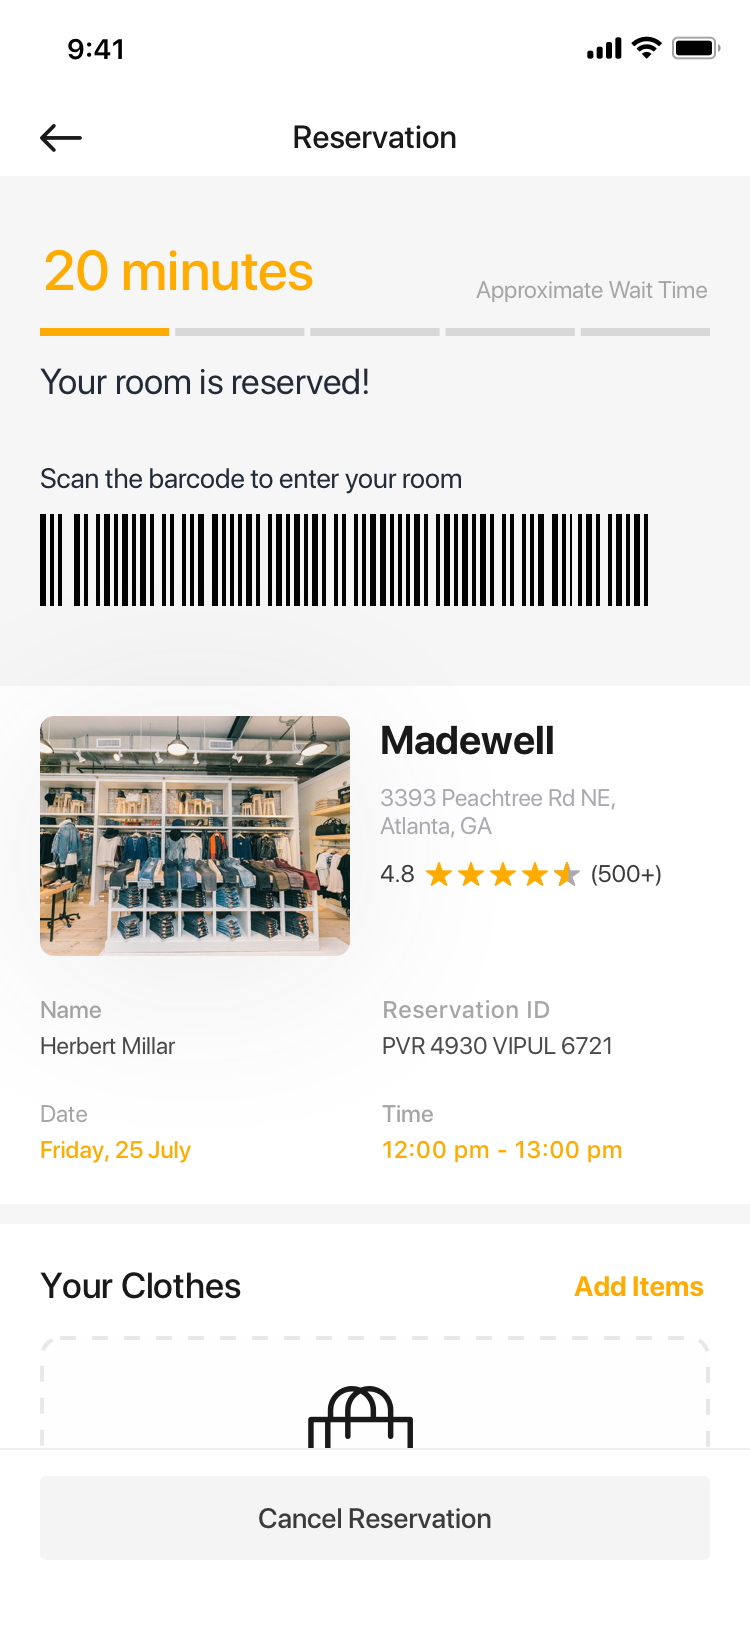 9:41
Reservation
20 minutes
Approximate Wait Time
Your room is reserved!
Scan the barcode to enter your room
Madewell
3393 Peachtree Rd NE,
Atlanta, GA
4.8 (500+)
Name
Herbert Millar
Reservation ID
PVR 4930 VIPUL 6721
Date
Friday, 25 July
Time
12:00 pm - 13:00 pm
Your Clothes
Add Items
Cancel Reservation